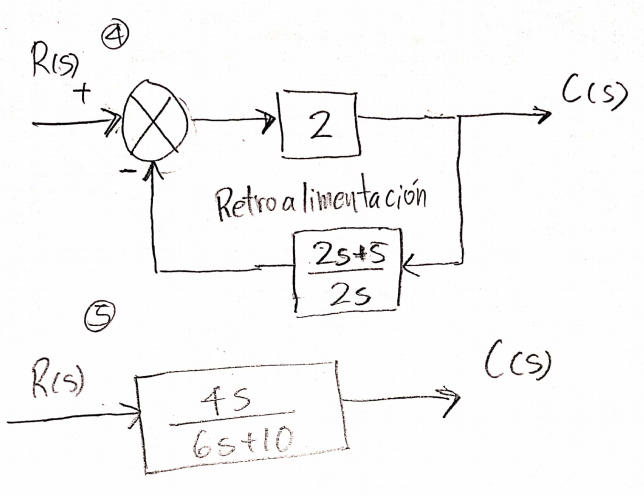 ④
R(s)
+
C(s)
2
-
Retroalimentación
2s+5
2s
⑤
R(s)
C(s)
4s
6s+10